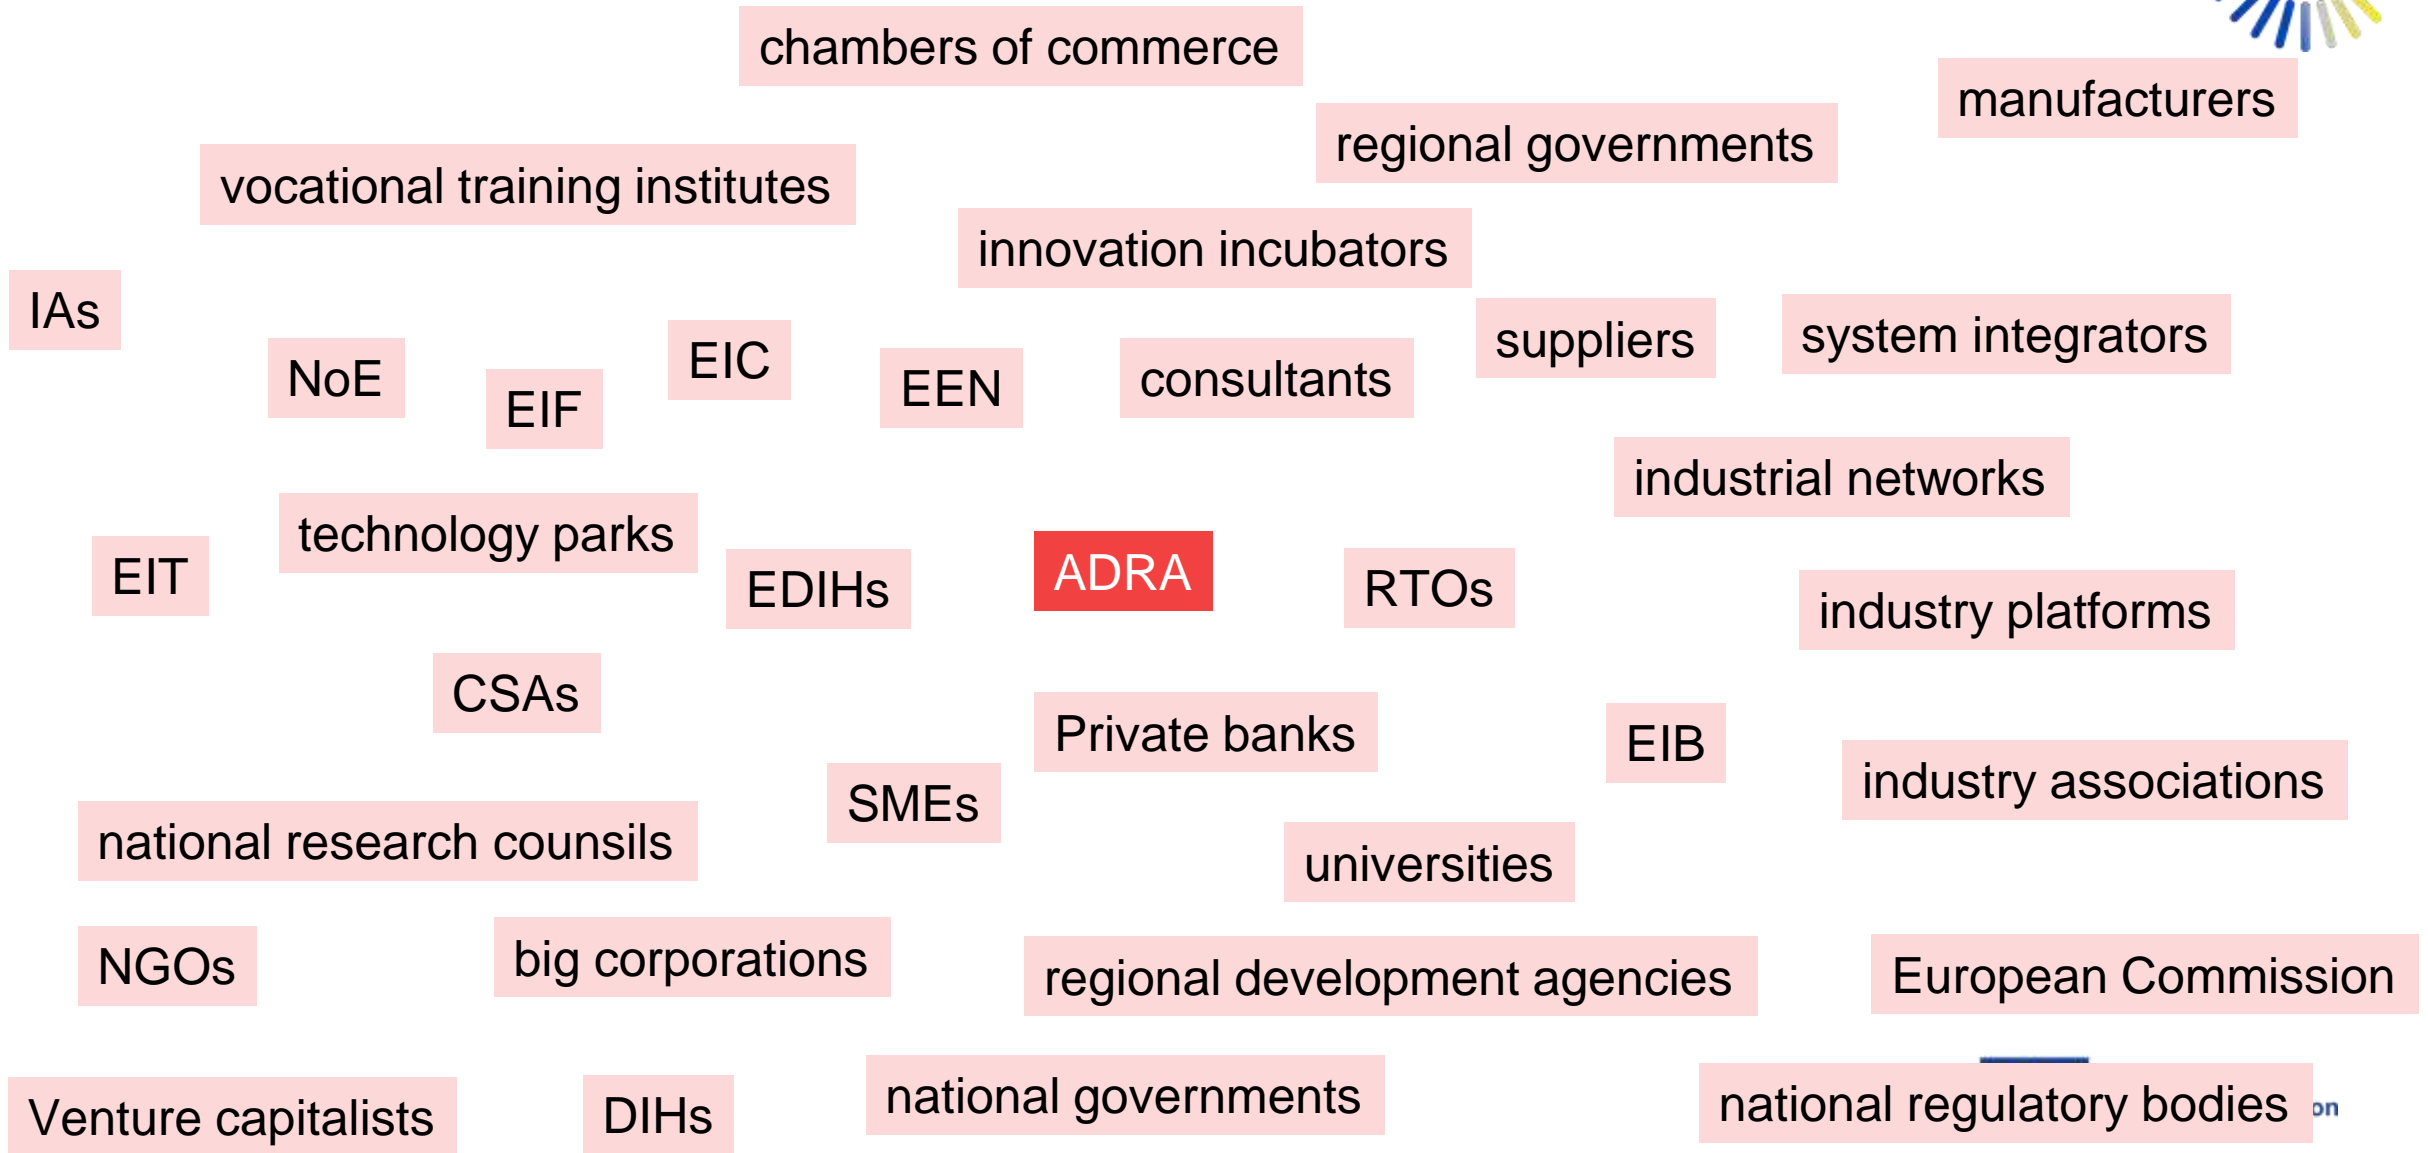 chambers of commerce
manufacturers
regional governments
vocational training institutes
innovation incubators
IAs
suppliers
system integrators
EIC
NoE
consultants
EEN
EIF
industrial networks
technology parks
ADRA
EIT
EDIHs
RTOs
industry platforms
CSAs
Private banks
EIB
industry associations
SMEs
national research counsils
universities
big corporations
NGOs
regional development agencies
European Commission
national governments
national regulatory bodies
on
Venture capitalists
DIHs